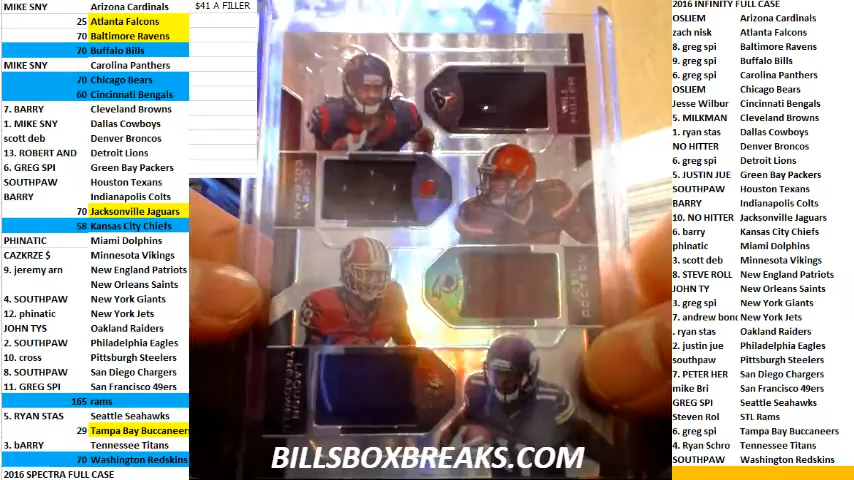 MIKE SNY Arizona Cardinals
25 Atlanta Falcons
70 Baltimore Ravens
70 Buffalo Bills
MIKE SNY Carolina Panthers
70 Chicago Bears
60 Cincinnati Bengals
7. BARRY Cleveland Browns
1. MIKE SNY Dallas Cowboys
scott deb Denver Broncos
13. ROBERT AND Detroit Lions
6. GREG SPI Green Bay Packers
SOUTHPAW Houston Texans
BARRY Indianapolis Colts
70 Jacksonville Jaguars
58 Kansas City Chiefs
PHINATIC Miami Dolphins
CAZKRZE $ Minnesota Vikings
9. jeremy arn New England Patriots
New Orleans Saints
4. SOUTHPAW New York Giants
12. phinatic New York Jets
JOHN TYS Oakland Raiders
2. SOUTHPAW Philadelphia Eagles
10. cross Pittsburgh Steelers
8. SOUTHPAW San Diego Chargers
11. GREG SPI San Francisco 49ers
165 rams
5. RYAN STAS Seattle Seahawks
29 Tampa Bay Buccaneers
3. bARRY Tennessee Titans
70 Washington Redskins
2016 SPECTRA FULL CASE
$41 A FILLER
COREY COLEMAN
LAQUON TREADWELL
BILLSBOXBREAKS.COM
2016 INFINITY FULL CASE
OSLIEM Arizona Cardinals
zach nisk Atlanta Falcons
8. greg spi Baltimore Ravens
9. greg spi Buffalo Bills
6. greg spi Carolina Panthers
OSLIEM Chicago Bears
Jesse Wilbur Cincinnati Bengals
5. MILKMAN Cleveland Browns
1. ryan stas Dallas Cowboys
NO HITTER Denver Broncos
6. greg spi Detroit Lions
5. JUSTIN JUE Green Bay Packers
SOUTHPAW Houston Texans
BARRY Indianapolis Colts
10. NO HITTER Jacksonville Jaguars
6. barry Kansas City Chiefs
phinatic Miami Dolphins
3. scott deb Minnesota Vikings
8. STEVE ROLL New England Patriots
JOHN TY New Orleans Saints
3. greg spi New York Giants
7. andrew bond New York Jets
. ryan stas Oakland Raiders
2. justin jue Philadelphia Eagles
southpaw Pittsburgh Steelers
7. PETER HER San Diego Chargers
mike Bri San Francisco 49ers
GREG SPI Seattle Seahawks
Steven Rol STL Rams
6. greg spi Tampa Bay Buccaneers
4. Ryan Schro Tennessee Titans
SOUTHPAW Washington Redskins